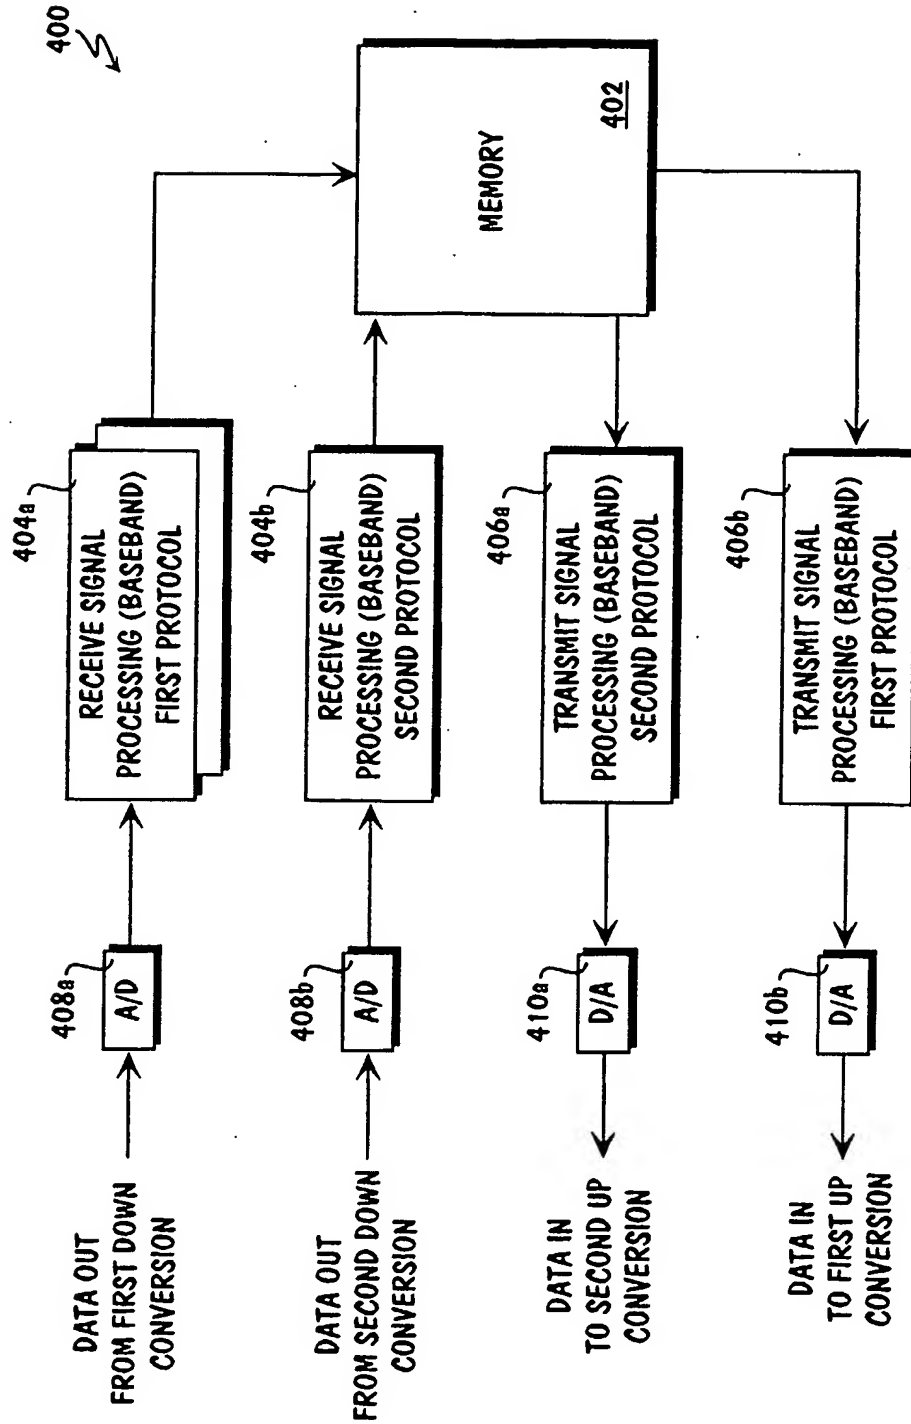 400
404a
RECEIVE SIGNAL
PROCESSING (BASEBAND)
FIRST PROTOCOL
408a
A/D
DATA OUT
FROM FIRST DOWN
CONVERSION
404b
RECEIVE SIGNAL
PROCESSING (BASEBAND)
SECOND PROTOCOL
408b
A/D
DATA OUT
FROM SECOND DOWN
CONVERSION
MEMORY
402
406a
TRANSMIT SIGNAL
PROCESSING (BASEBAND)
SECOND PROTOCOL
410a
D/A
DATA IN
TO SECOND UP
CONVERSION
406b
TRANSMIT SIGNAL
PROCESSING (BASEBAND)
FIRST PROTOCOL
410b
D/A
DATA IN
TO FIRST UP
CONVERSION